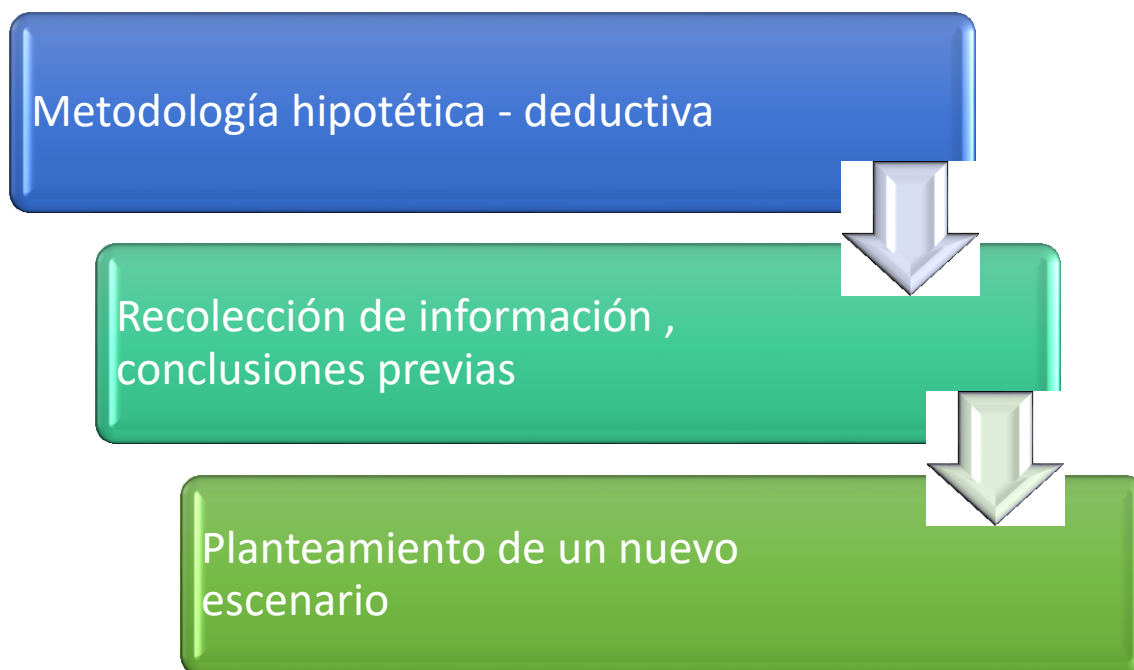 Metodología hipotética - deductiva
Recolección de información ,
conclusiones previas
Planteamiento de un nuevo
escenario